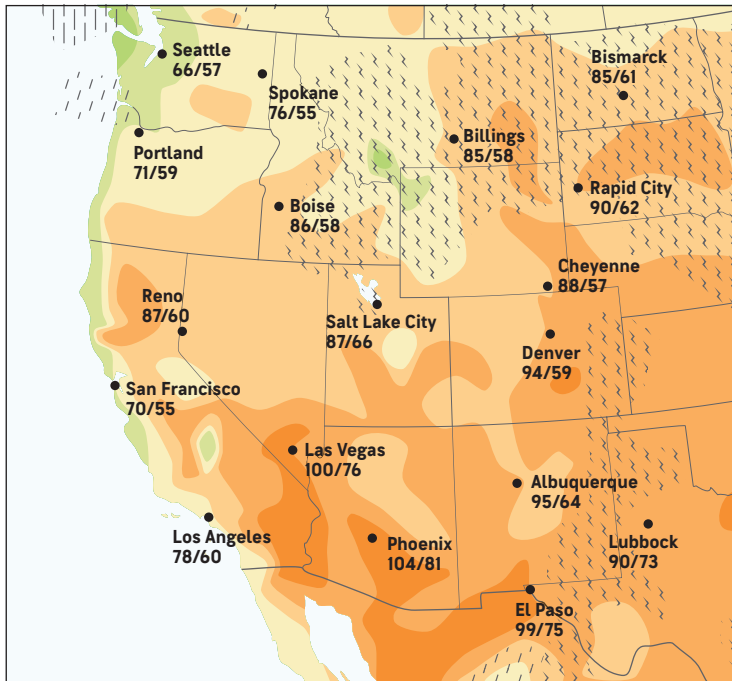 Seattle
66/57
Spokane
76/55
Bismarck
85/61
Portland
71/59
Billings
85/58
Rapid City
90/62
Boise
86/58
Cheyenne
88/57
Reno
87/60
Salt Lake City
87/66
Denver
94/59
San Francisco
70/55
Las Vegas
100/76
Albuquerque
95/64
Los Angeles
78/60
Phoenix
104/81
Lubbock
90/73
El Paso
99/75